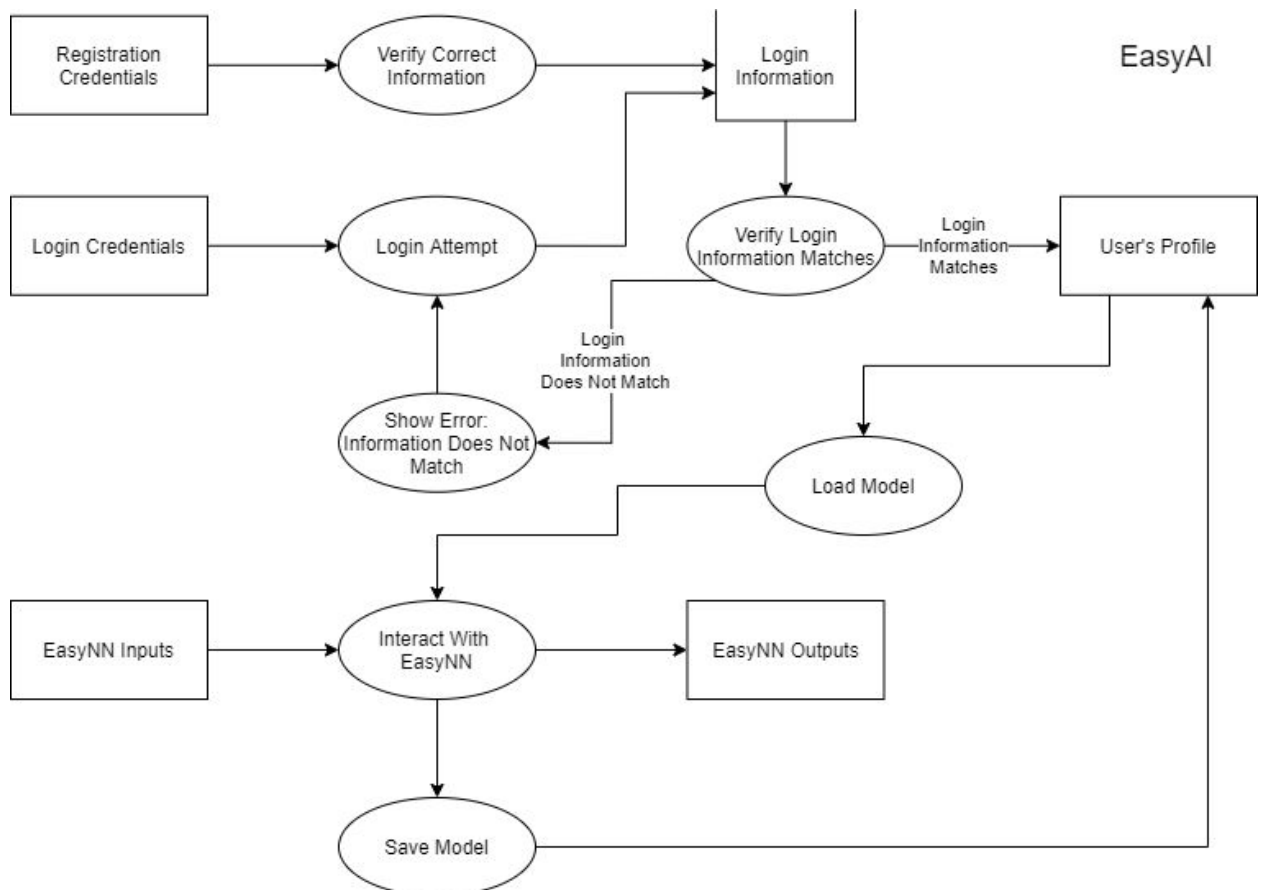 Registration
Credentials
Verify Correct
Information
Login
Information
EasyAI
Login Credentials
Login Attempt
Verify Login
Information Matches
Login
Information
Matches
User's Profile
Login
Information
Does Not Match
Show Error:
Information Does Not
Match
Load Model
EasyNN Inputs
Interact With
EasyNN
EasyNN Outputs
Save Model